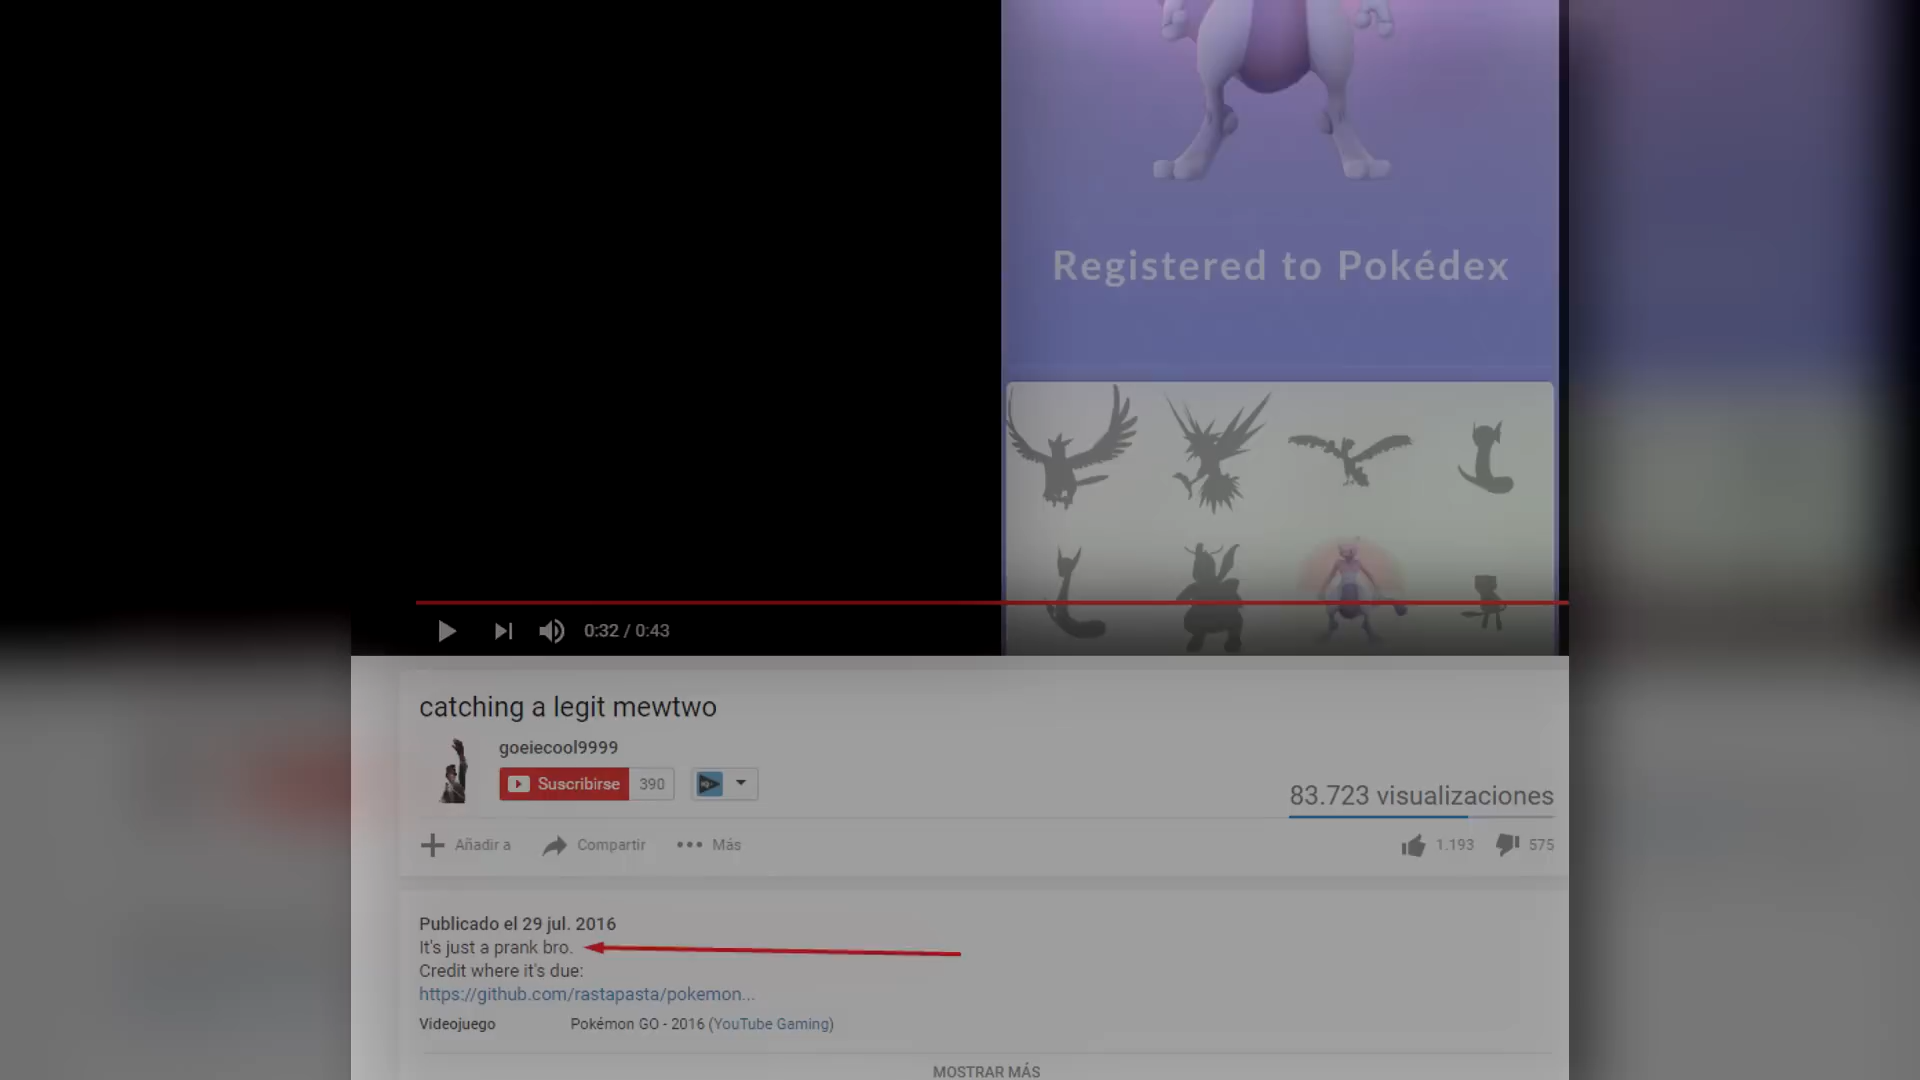 Registered to Pokédex
0:32 / 0:43
catching a legit mewtwo
goeiecool9999
Suscribirse 390
83.723 visualizaciones
Añadir a Compartir Más
1.193 575
Publicado el 29 jul. 2016
It's just a prank bro.
Credit where it's due:
https://github.com/rastapasta/pokemon...
Videojuego Pokémon GO - 2016 (YouTube Gaming)
MOSTRAR MÁS